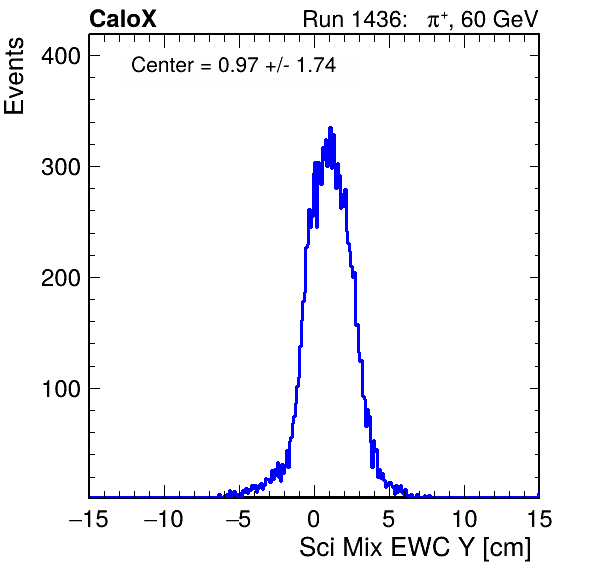 CaloX Run 1436: π⁺, 60 GeV
Events
400
Center = 0.97 +/- 1.74
300
200
100
−15 −10 −5 0 5 10 15
Sci Mix EWC Y [cm]